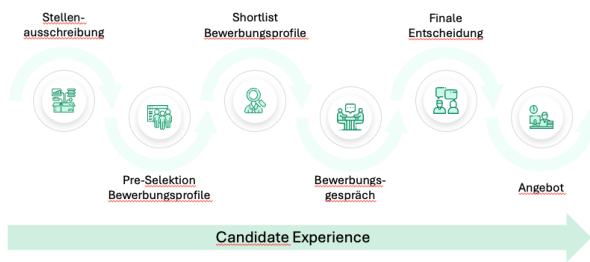 Stellen-
ausschreibung
Pre-Selektion
Bewerbungsprofile
Shortlist
Bewerbungsprofile
Bewerbungs-
gespräch
Finale
Entscheidung
Angebot
Candidate Experience